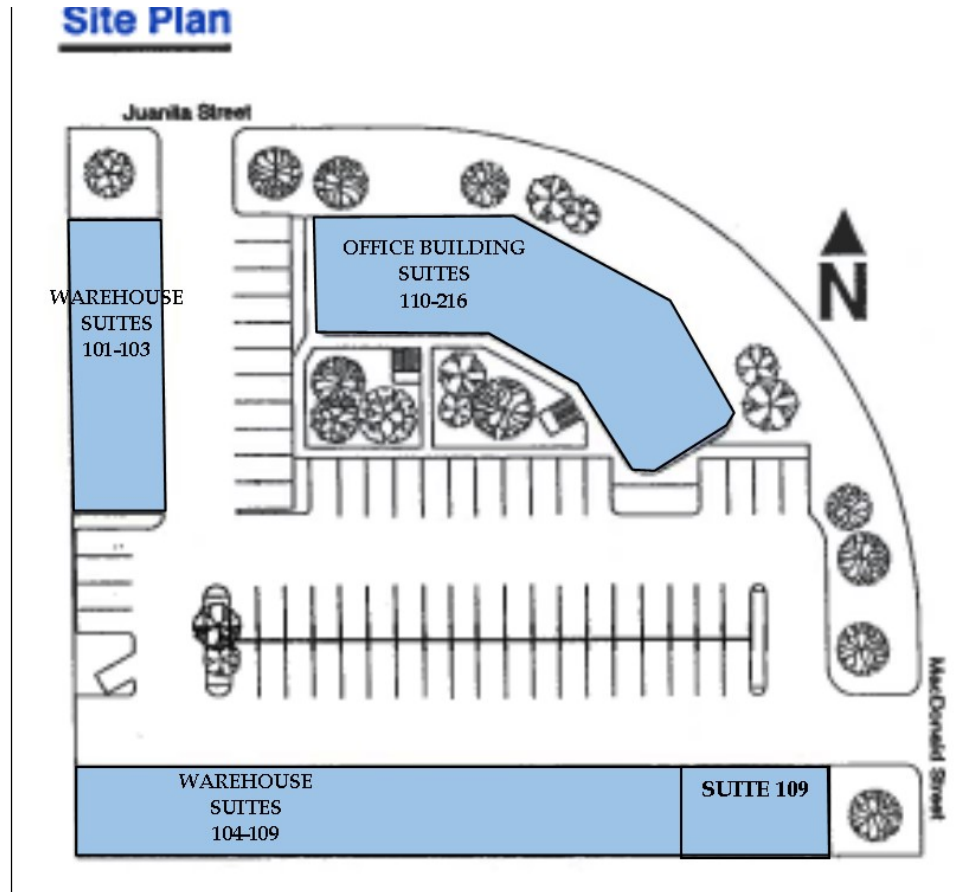 Site Plan
Juanita Street
OFFICE BUILDING
SUITES
110-216
N
WAREHOUSE
SUITES
101-103
MacDonald Street
WAREHOUSE
SUITES
104-109
SUITE 109